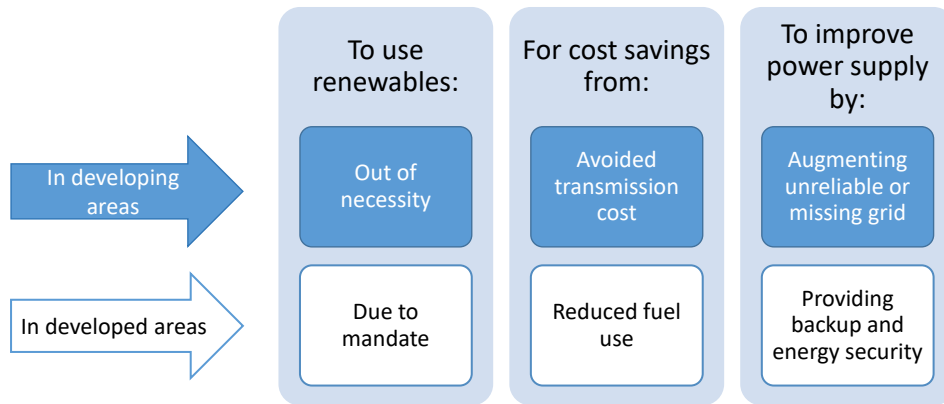 To use
renewables:
For cost savings
from:
To improve
power supply
by:
In developing
areas
Out of
necessity
Avoided
transmission
cost
Augmenting
unreliable or
missing grid
In developed areas
Due to
mandate
Reduced fuel
use
Providing
backup and
energy security